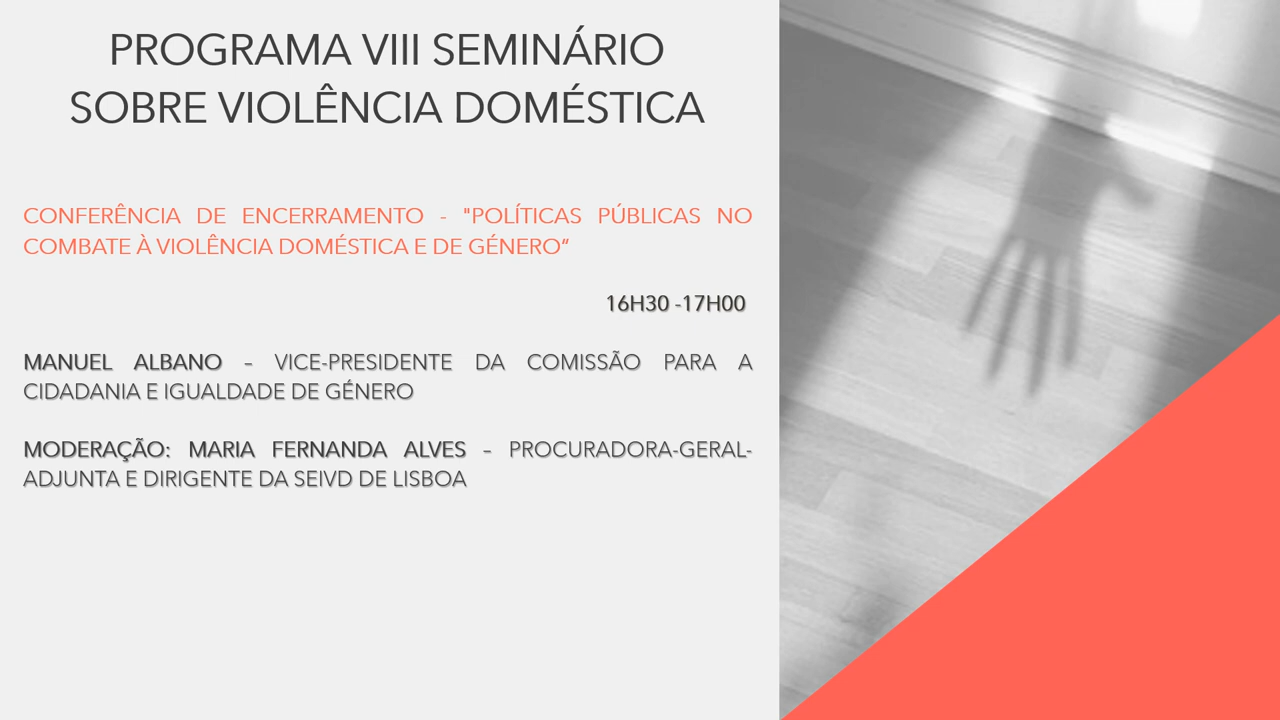 PROGRAMA VIII SEMINÁRIO
SOBRE VIOLÊNCIA DOMÉSTICA
CONFERÊNCIA DE ENCERRAMENTO - "POLÍTICAS PÚBLICAS NO
COMBATE À VIOLÊNCIA DOMÉSTICA E DE GÉNERO“
16H30 -17H00
MANUEL ALBANO – VICE-PRESIDENTE DA COMISSÃO PARA A
CIDADANIA E IGUALDADE DE GÉNERO
MODERAÇÃO: MARIA FERNANDA ALVES – PROCURADORA-GERAL-
ADJUNTA E DIRIGENTE DA SEIVD DE LISBOA